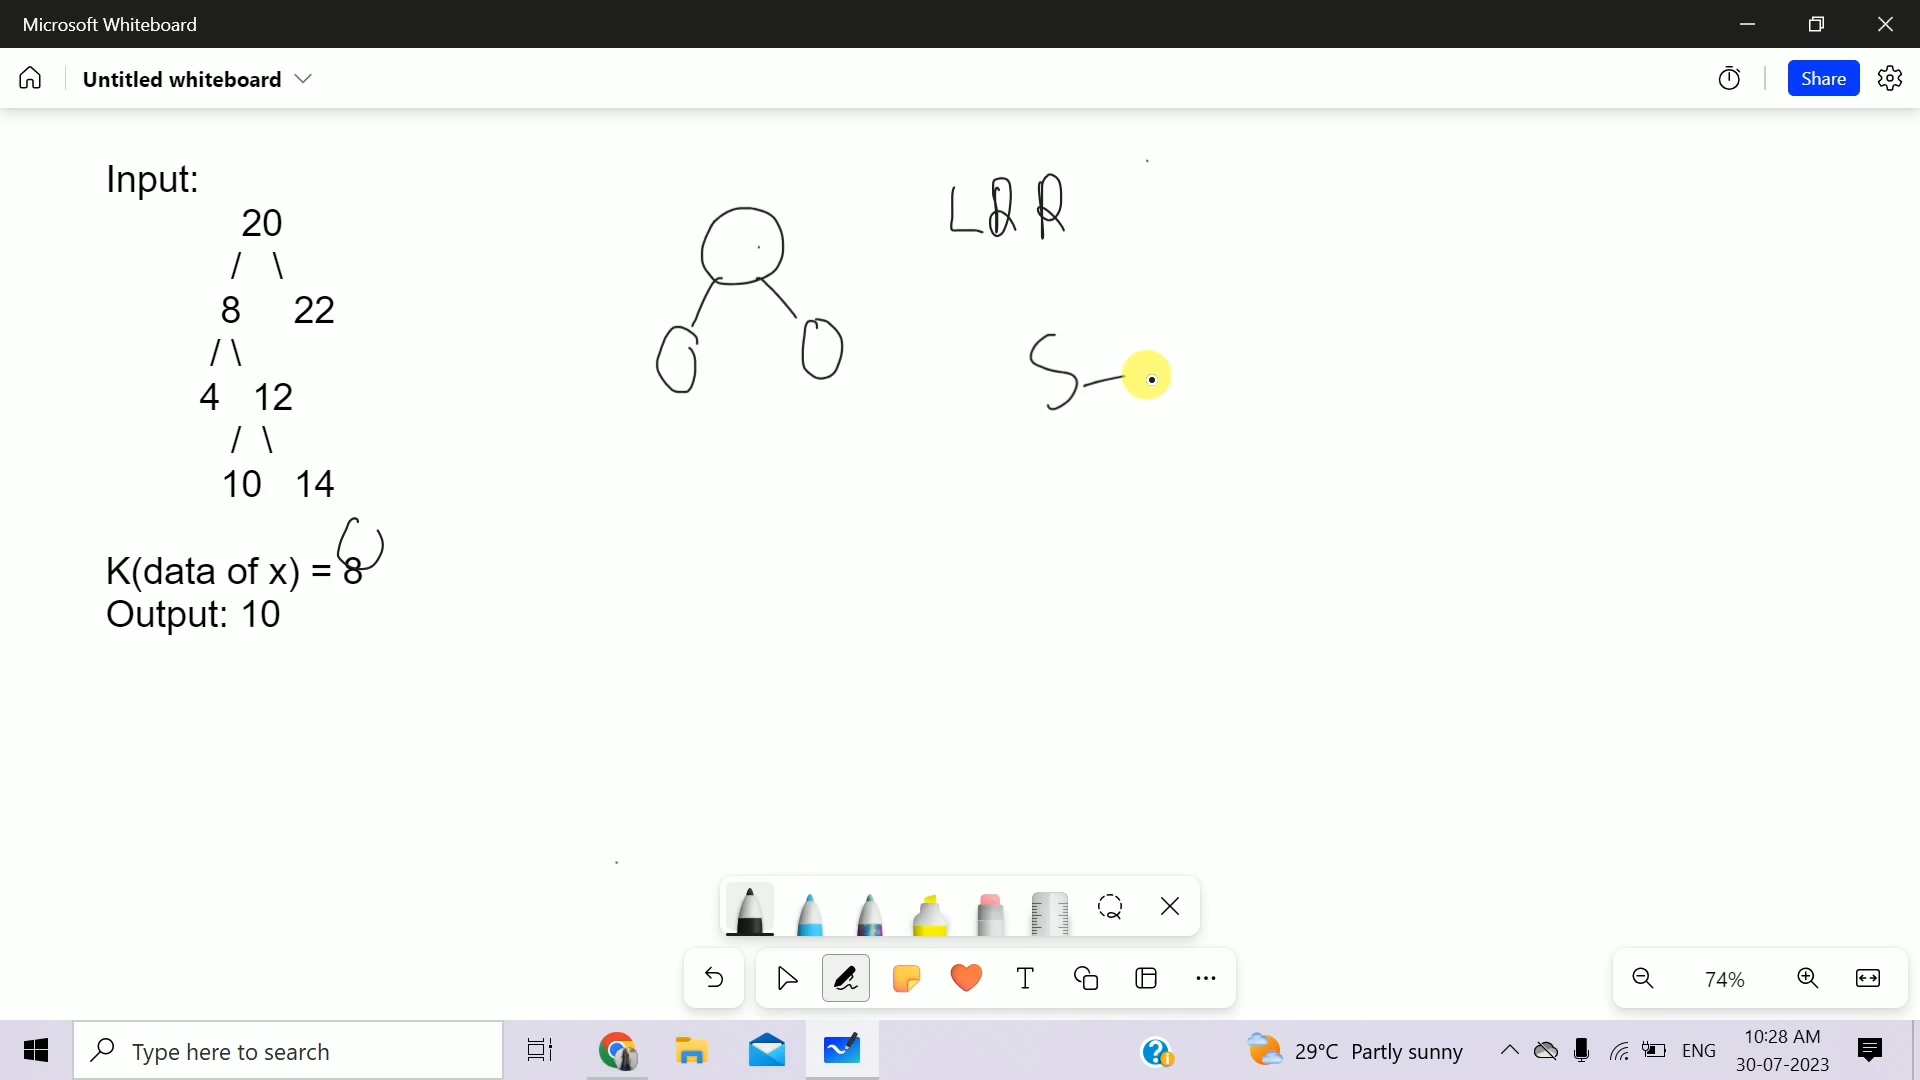 Microsoft Whiteboard
Untitled whiteboard
Share
Input:
20
/ \
8 22
/ \
4 12
/ \
10 14
K(data of x) = 8
Output: 10
L R R
S
74%
Type here to search
29°C Partly sunny
ENG
10:28 AM
30-07-2023